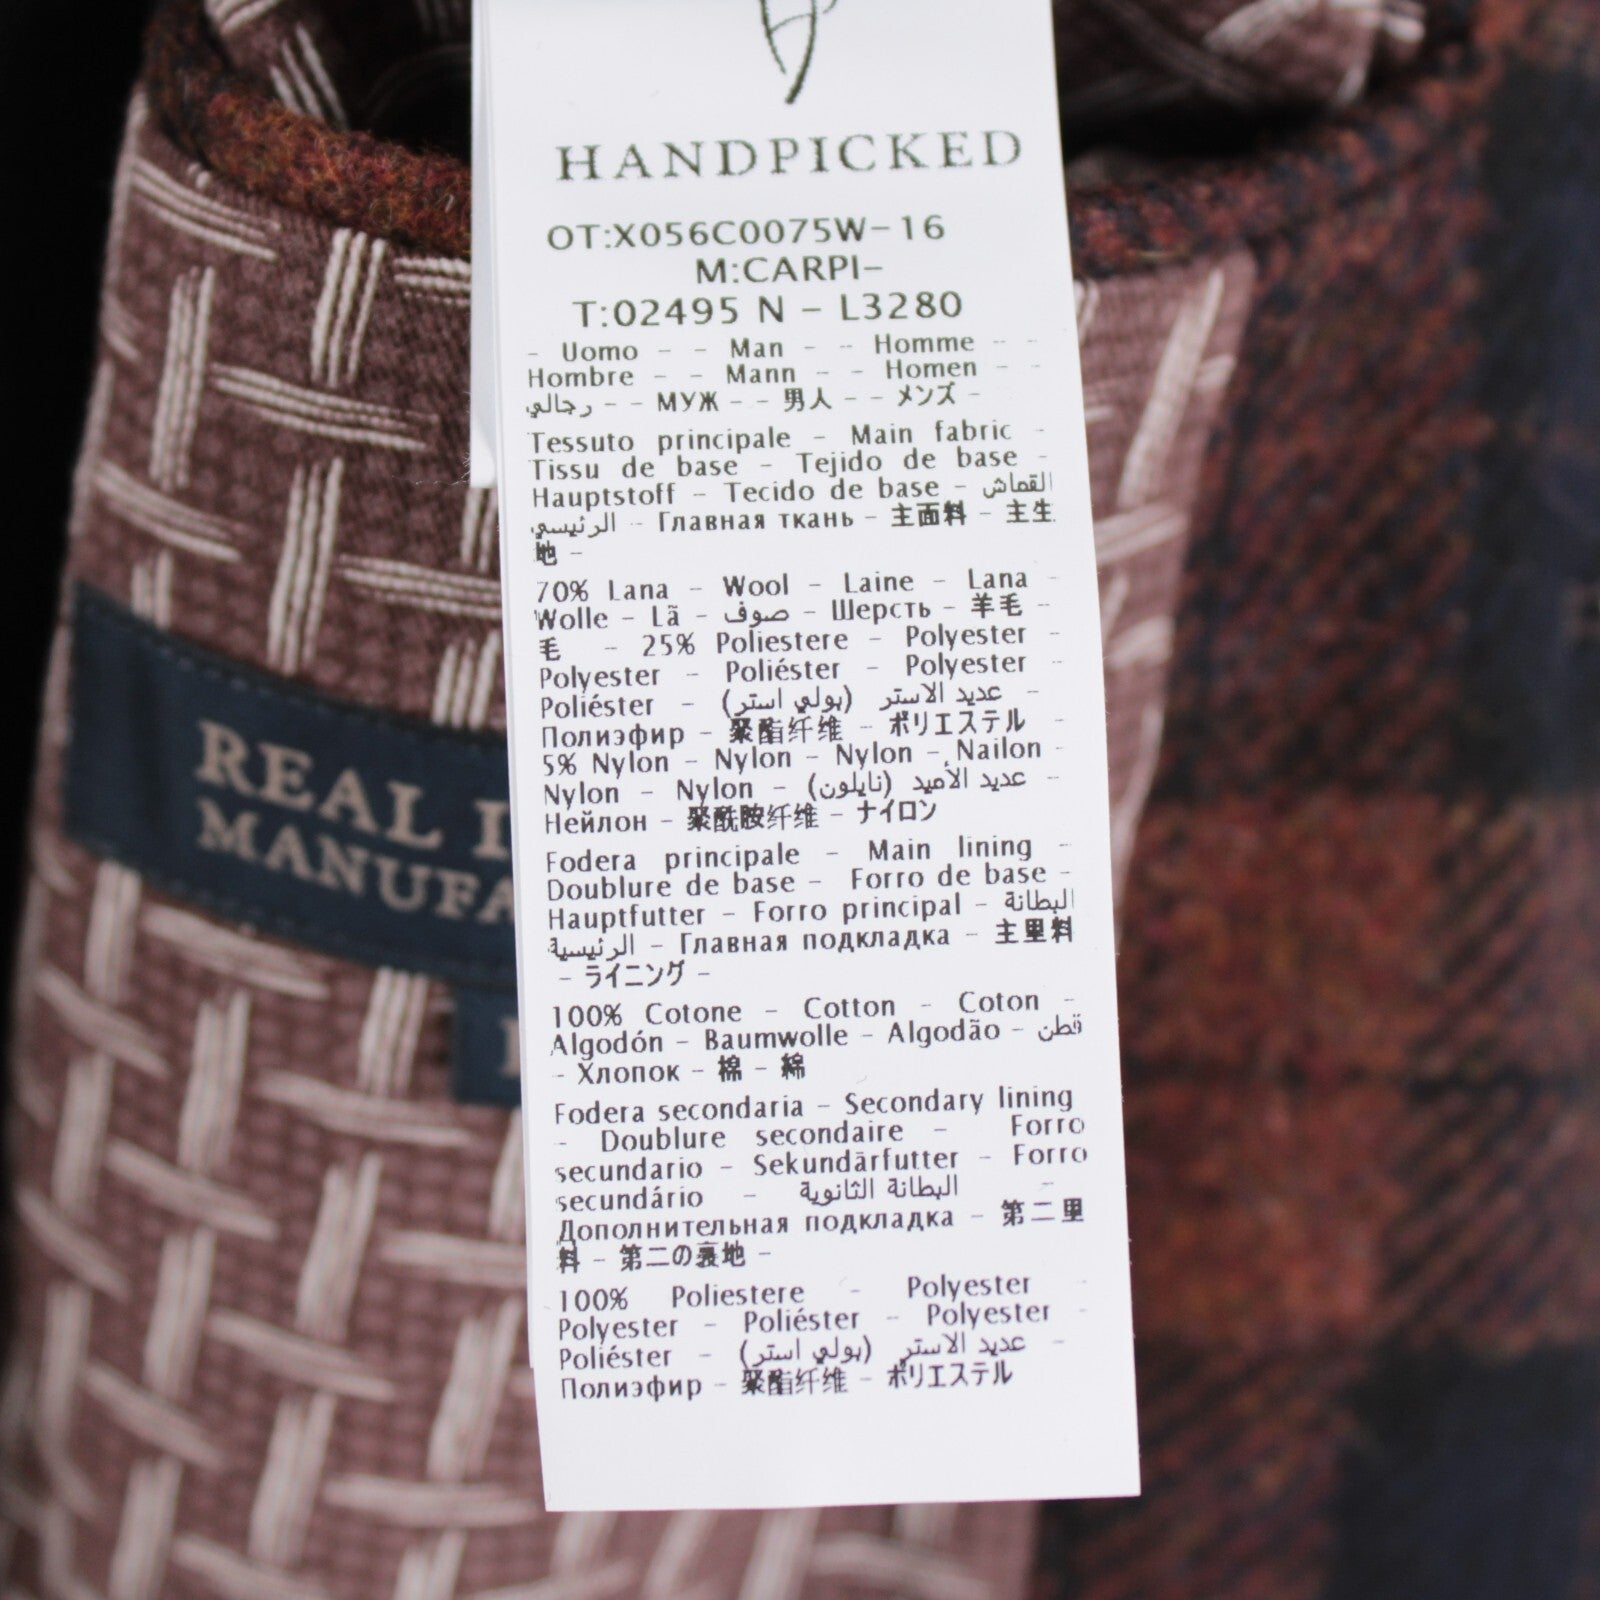 HANDPICKED
OT:X056C0075W-16
M:CARPI-
T:02495 N - L3280
- Uomo - - Man - - Homme - -
Hombre - - Mann - - Homen - -
رجالي - - МУЖ - - 男人 - - メンズ -
Tessuto principale - Main fabric -
Tissu de base - Tejido de base -
Hauptstoff - Tecido de base - القماش
الرئيسي - Главная ткань - 主面料 - 主生
地 -
70% Lana - Wool - Laine - Lana -
Wolle - Lã - صوف - Шерсть - 羊毛 -
毛 - 25% Poliestere - Polyester -
Polyester - Poliéster - Polyester -
Poliéster - عديد الاستر (بولي استر) -
Полиэфир - 聚酯纤维 - ポリエステル -
5% Nylon - Nylon - Nylon - Nailon -
Nylon - Nylon - عديد الأميد (نايلون) -
Нейлон - 聚酰胺纤维 - ナイロン
Fodera principale - Main lining -
Doublure de base - Forro de base -
Hauptfutter - Forro principal - البطانة
الرئيسية - Главная подкладка - 主里料
- ライニング -
100% Cotone - Cotton - Coton -
Algodón - Baumwolle - Algodão - قطن
- Хлопок - 棉 - 綿
Fodera secondaria - Secondary lining
- Doublure secondaire - Forro
secundario - Sekundärfutter - Forro
secundário - البطانة الثانوية -
Дополнительная подкладка - 第二里
料 - 第二の裏地 -
100% Poliestere - Polyester -
Polyester - Poliéster - Polyester -
Poliéster - عديد الاستر (بولي استر) -
Полиэфир - 聚酯纤维 - ポリエステル
REAL
MANUFA